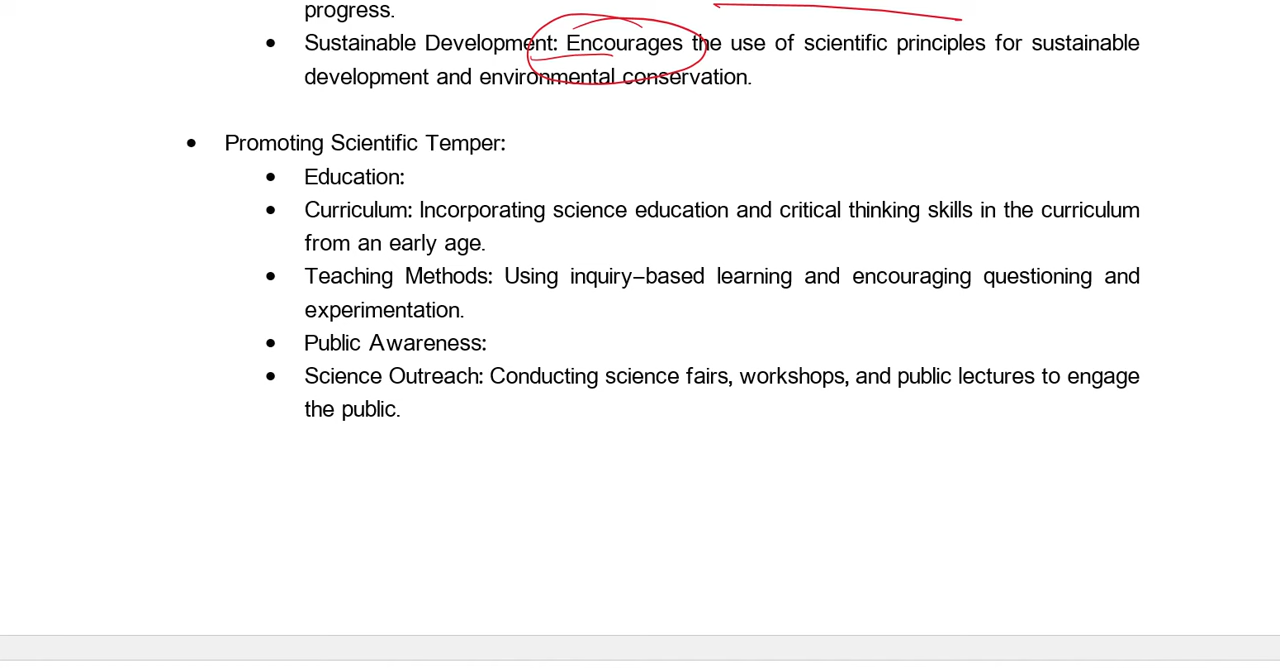 progress.
• Sustainable Development: Encourages the use of scientific principles for sustainable
development and environmental conservation.
• Promoting Scientific Temper:
• Education:
• Curriculum: Incorporating science education and critical thinking skills in the curriculum
from an early age.
• Teaching Methods: Using inquiry–based learning and encouraging questioning and
experimentation.
• Public Awareness:
• Science Outreach: Conducting science fairs, workshops, and public lectures to engage
the public.